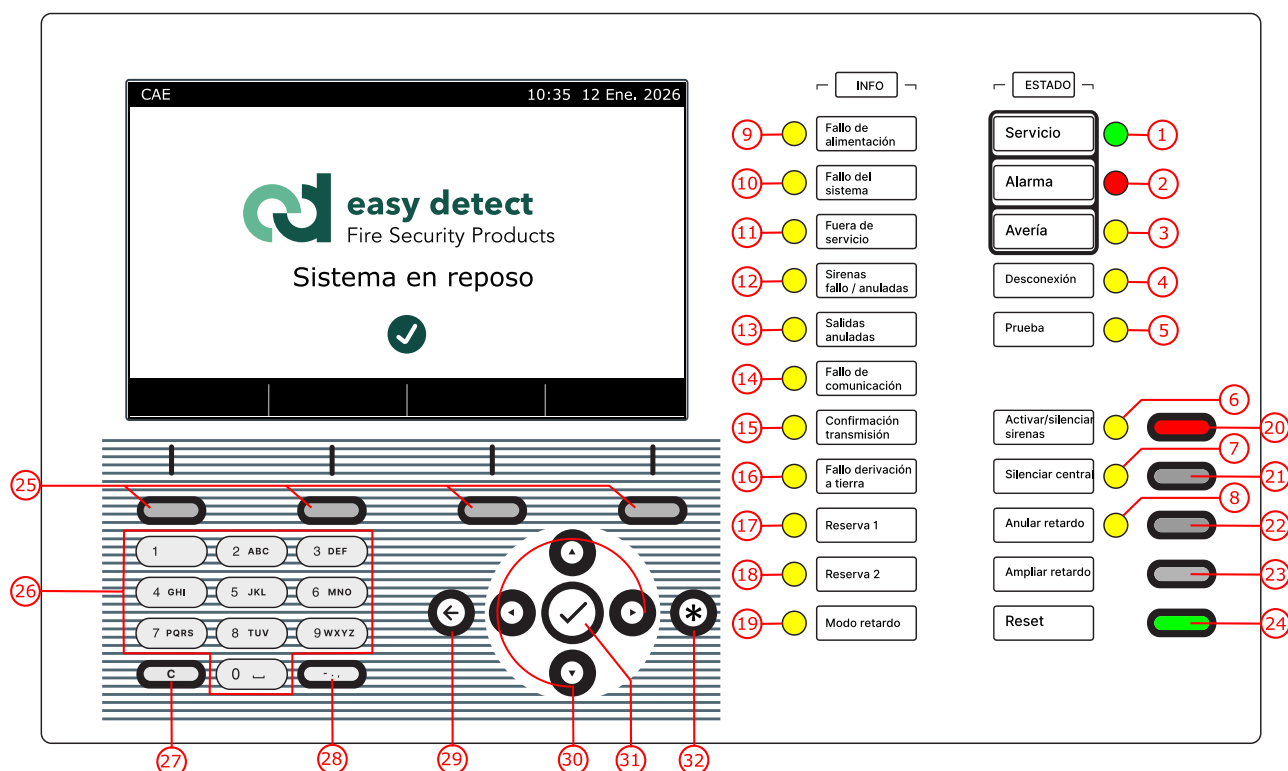 CAE
10:35 12 Ene. 2026
easy detect
Fire Security Products
Sistema en reposo
INFO
Fallo de
alimentación
Fallo del
sistema
Fuera de
servicio
Sirenas
fallo / anuladas
Salidas
anuladas
Fallo de
comunicación
Confirmación
transmisión
Fallo derivación
a tierra
Reserva 1
Reserva 2
Modo retardo
9
10
11
12
13
14
15
16
17
18
19
ESTADO
Servicio
Alarma
Avería
Desconexión
Prueba
Activar/silenciar
sirenas
Silenciar central
Anular retardo
Ampliar retardo
Reset
1
2
3
4
5
6
7
8
20
21
22
23
24
25
26
1
2 ABC
3 DEF
4 GHI
5 JKL
6 MNO
7 PQRS
8 TUV
9 WXYZ
C
0 ⎵
- . ,
27
28
29
30
31
32